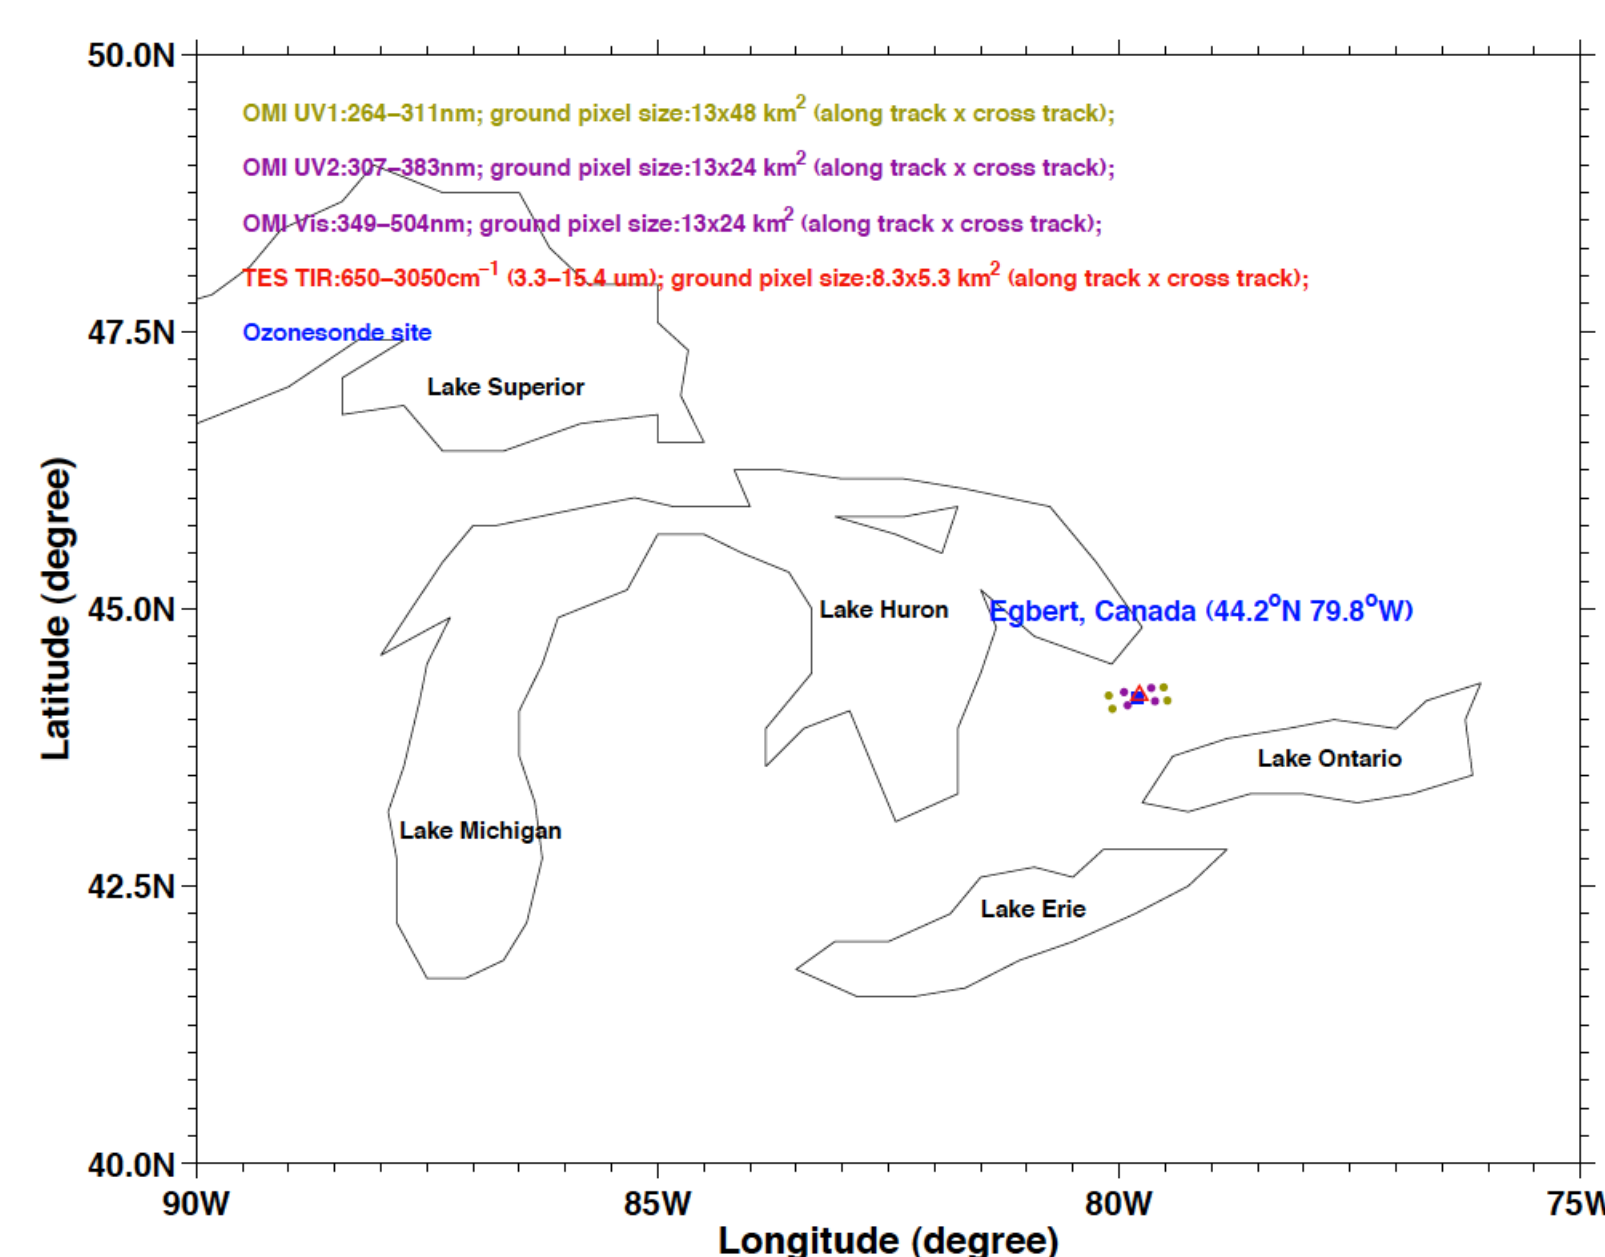 50.0N
OMI UV1:264–311nm; ground pixel size:13x48 km² (along track x cross track);
OMI UV2:307–383nm; ground pixel size:13x24 km² (along track x cross track);
OMI Vis:349–504nm; ground pixel size:13x24 km² (along track x cross track);
TES TIR:650–3050cm⁻¹ (3.3–15.4 um); ground pixel size:8.3x5.3 km² (along track x cross track);
47.5N
Ozonesonde site
Lake Superior
Latitude (degree)
45.0N
Lake Huron
Egbert, Canada (44.2°N 79.8°W)
Lake Ontario
Lake Michigan
42.5N
Lake Erie
40.0N
90W
85W
80W
75W
Longitude (degree)